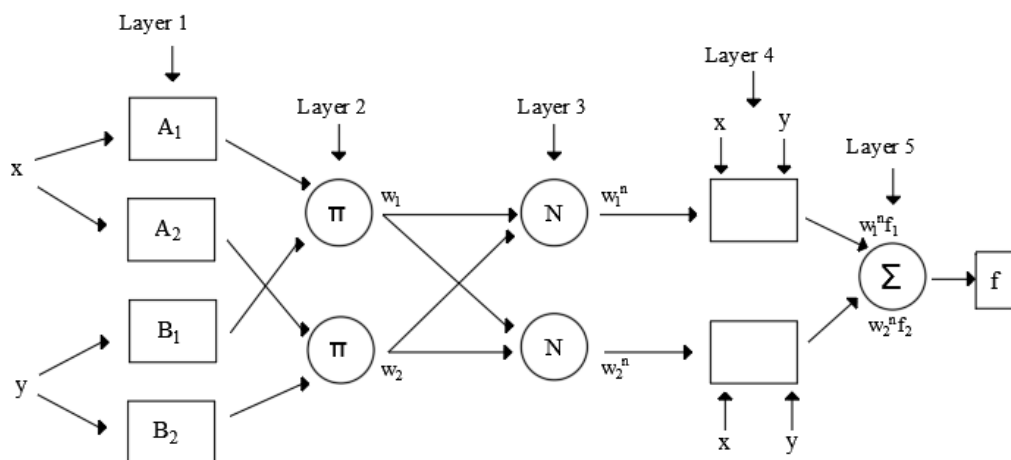 Layer 1
Layer 2
Layer 3
Layer 4
Layer 5
x
y
A₁
A₂
B₁
B₂
π
π
w₁
w₂
N
N
w₁ⁿ
w₂ⁿ
x y
x y
w₁ⁿf₁
Σ
w₂ⁿf₂
f